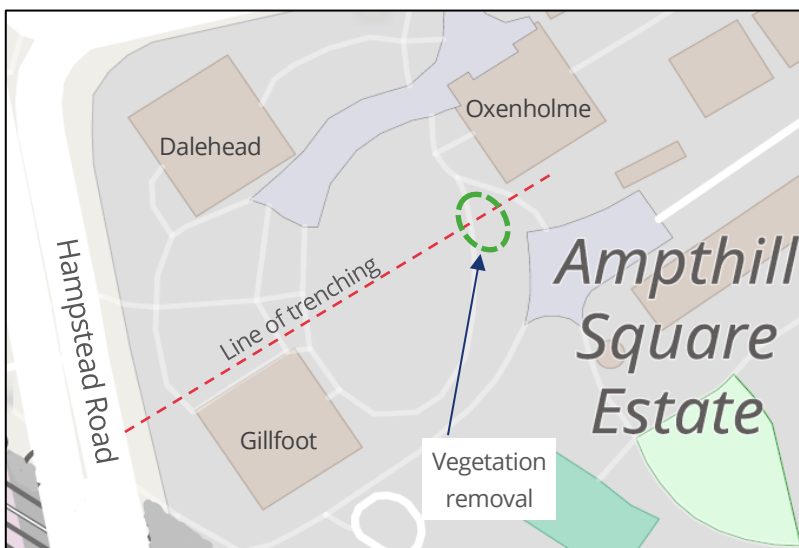 Oxenholme
Dalehead
Hampstead Road
Line of trenching
Ampthill
Square
Estate
Gillfoot
Vegetation
removal